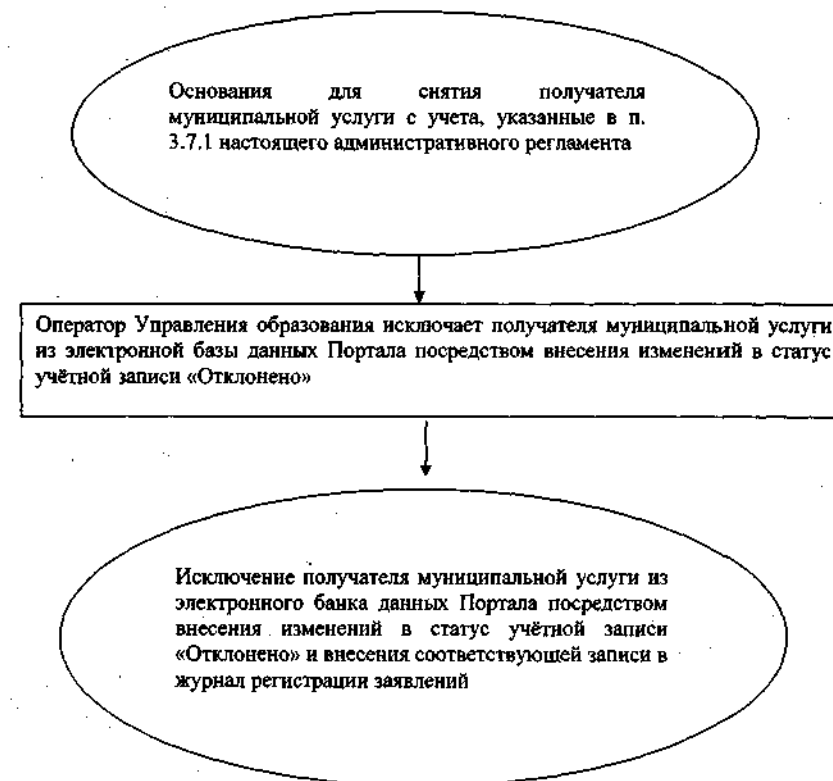 Основания для снятия получателя
муниципальной услуги с учета, указанные в п.
3.7.1 настоящего административного регламента
Оператор Управления образования исключает получателя муниципальной услуги
из электронной базы данных Портала посредством внесения изменений в статус
учётной записи «Отклонено»
Исключение получателя муниципальной услуги из
электронного банка данных Портала посредством
внесения изменений в статус учётной записи
«Отклонено» и внесения соответствующей записи в
журнал регистрации заявлений